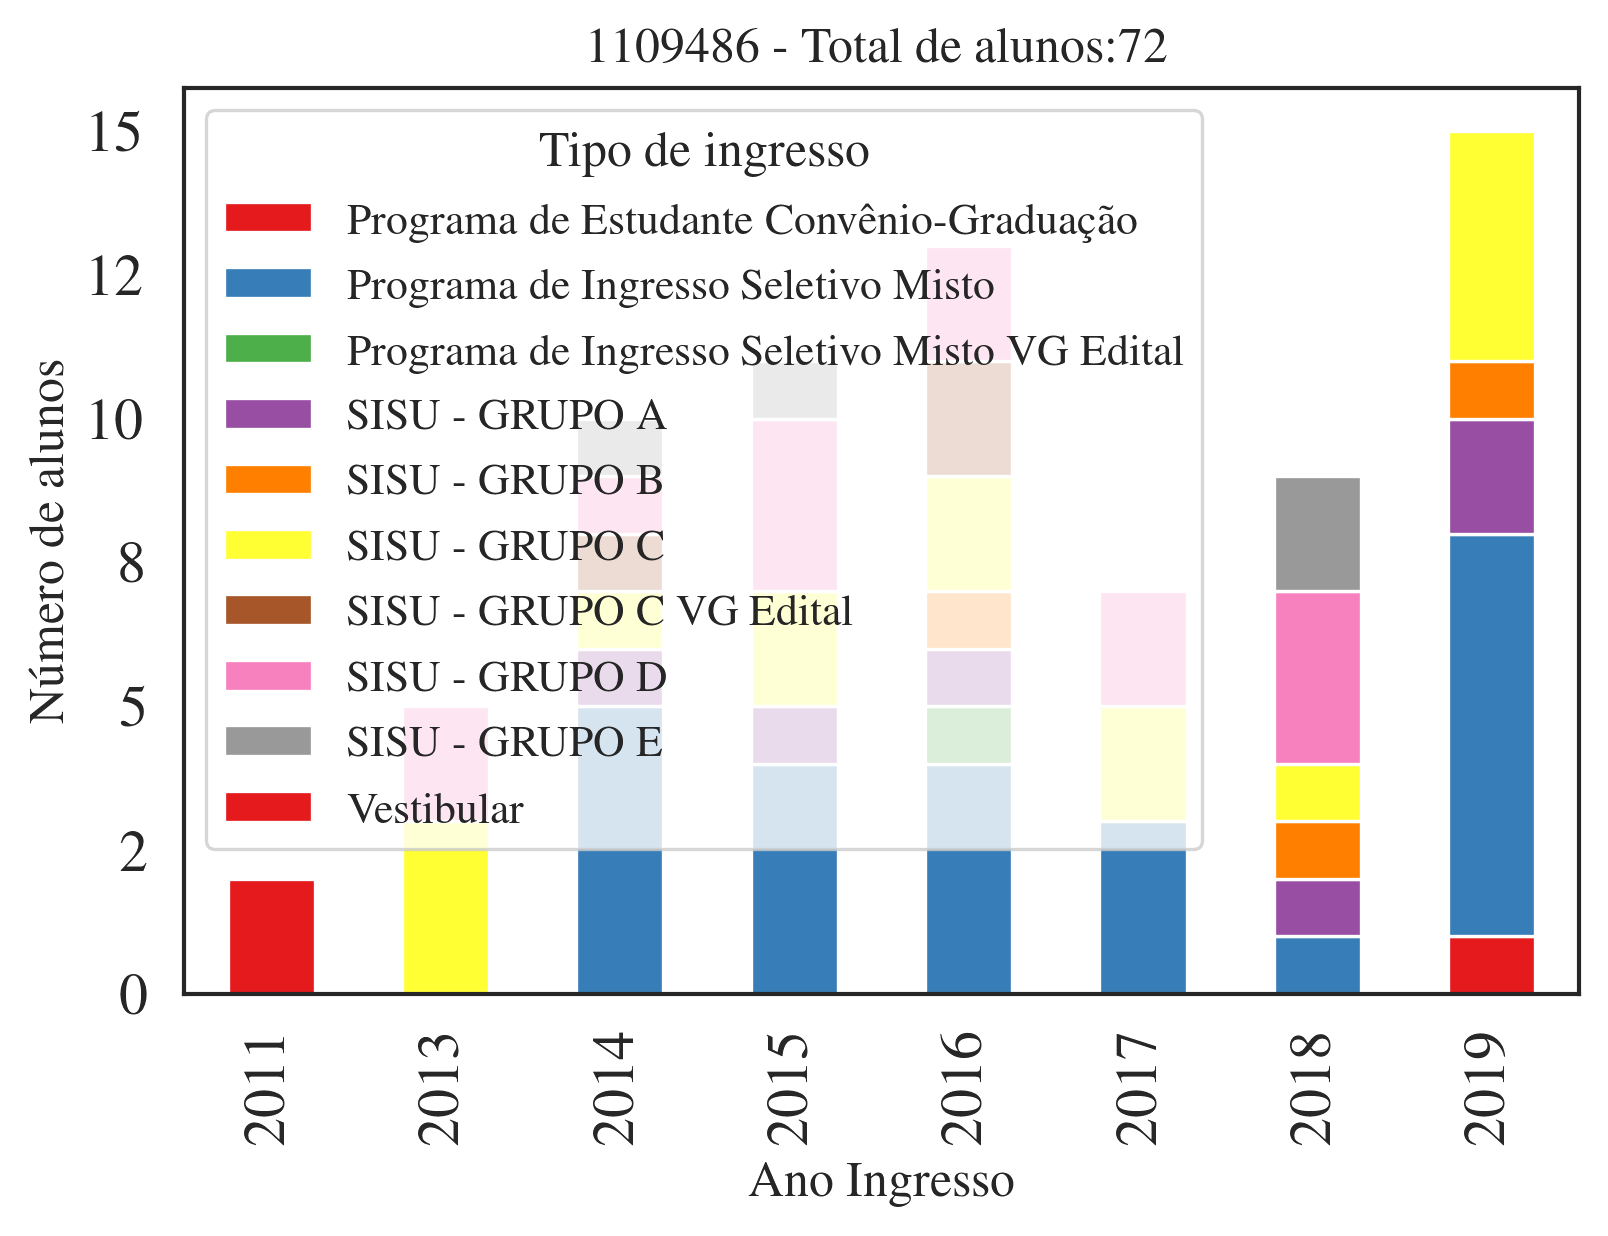 1109486 - Total de alunos:72
Tipo de ingresso
Programa de Estudante Convênio-Graduação
Programa de Ingresso Seletivo Misto
Programa de Ingresso Seletivo Misto VG Edital
SISU - GRUPO A
SISU - GRUPO B
SISU - GRUPO C
SISU - GRUPO C VG Edital
SISU - GRUPO D
SISU - GRUPO E
Vestibular
Número de alunos
15
12
10
8
5
2
0
2011
2013
2014
2015
2016
2017
2018
2019
Ano Ingresso